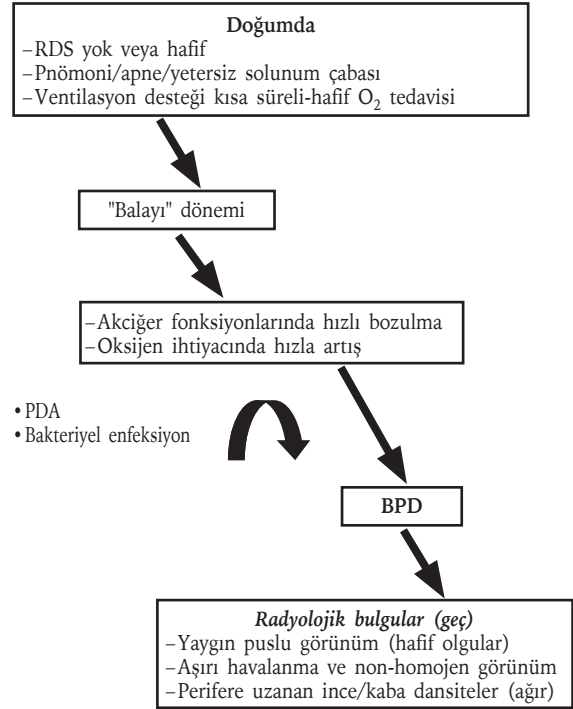 Doğumda
–RDS yok veya hafif
–Pnömoni/apne/yetersiz solunum çabası
–Ventilasyon desteği kısa süreli-hafif O₂ tedavisi
"Balayı" dönemi
–Akciğer fonksiyonlarında hızlı bozulma
–Oksijen ihtiyacında hızla artış
•PDA
•Bakteriyel enfeksiyon
BPD
Radyolojik bulgular (geç)
–Yaygın puslu görünüm (hafif olgular)
–Aşırı havalanma ve non-homojen görünüm
–Perifere uzanan ince/kaba dansiteler (ağır)